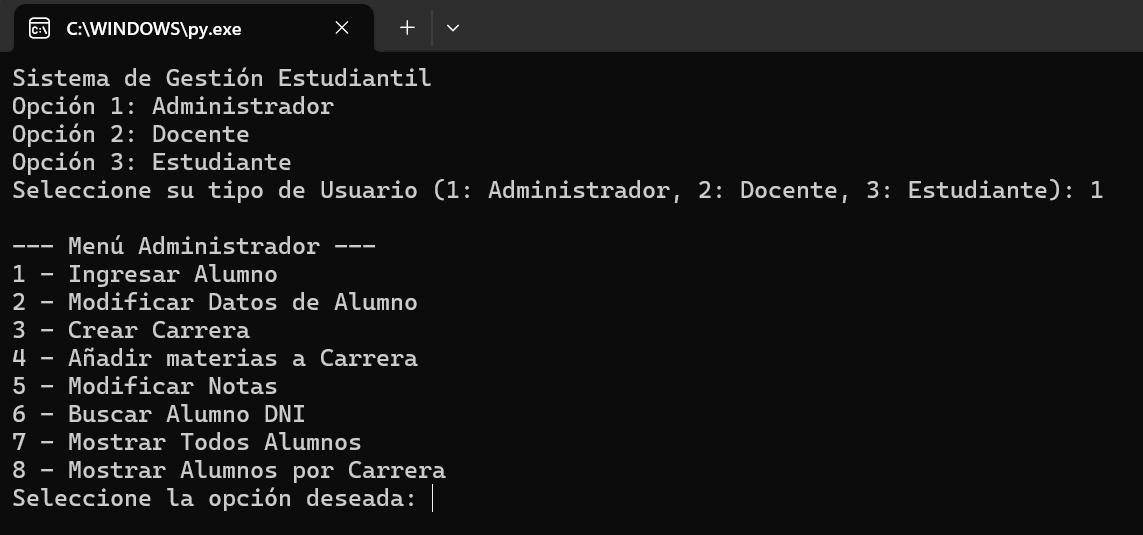 C:\WINDOWS\py.exe
Sistema de Gestión Estudiantil
Opción 1: Administrador
Opción 2: Docente
Opción 3: Estudiante
Seleccione su tipo de Usuario (1: Administrador, 2: Docente, 3: Estudiante): 1
--- Menú Administrador ---
1 - Ingresar Alumno
2 - Modificar Datos de Alumno
3 - Crear Carrera
4 - Añadir materias a Carrera
5 - Modificar Notas
6 - Buscar Alumno DNI
7 - Mostrar Todos Alumnos
8 - Mostrar Alumnos por Carrera
Seleccione la opción deseada: